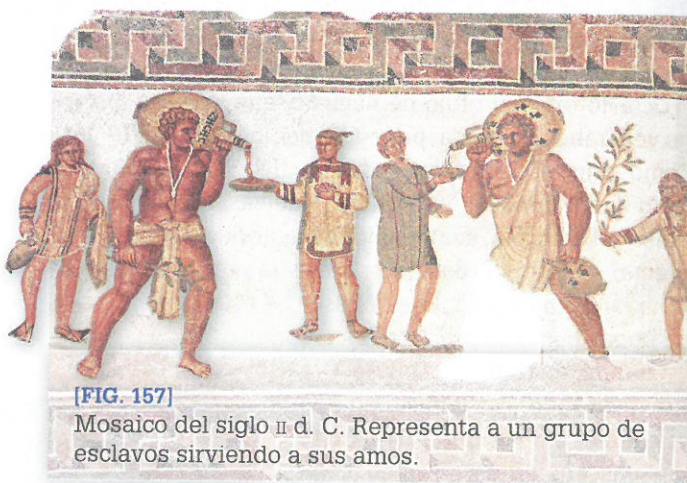 [FIG. 157]
Mosaico del siglo II d. C. Representa a un grupo de
esclavos sirviendo a sus amos.